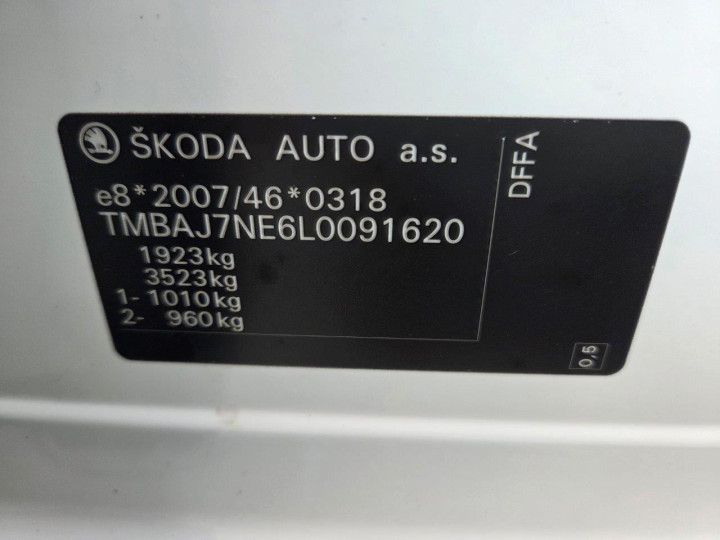 ŠKODA AUTO a.s.
e8*2007/46*0318
TMBAJ7NE6L0091620
1923kg
3523kg
1- 1010kg
2- 960kg
DFFA
0,5